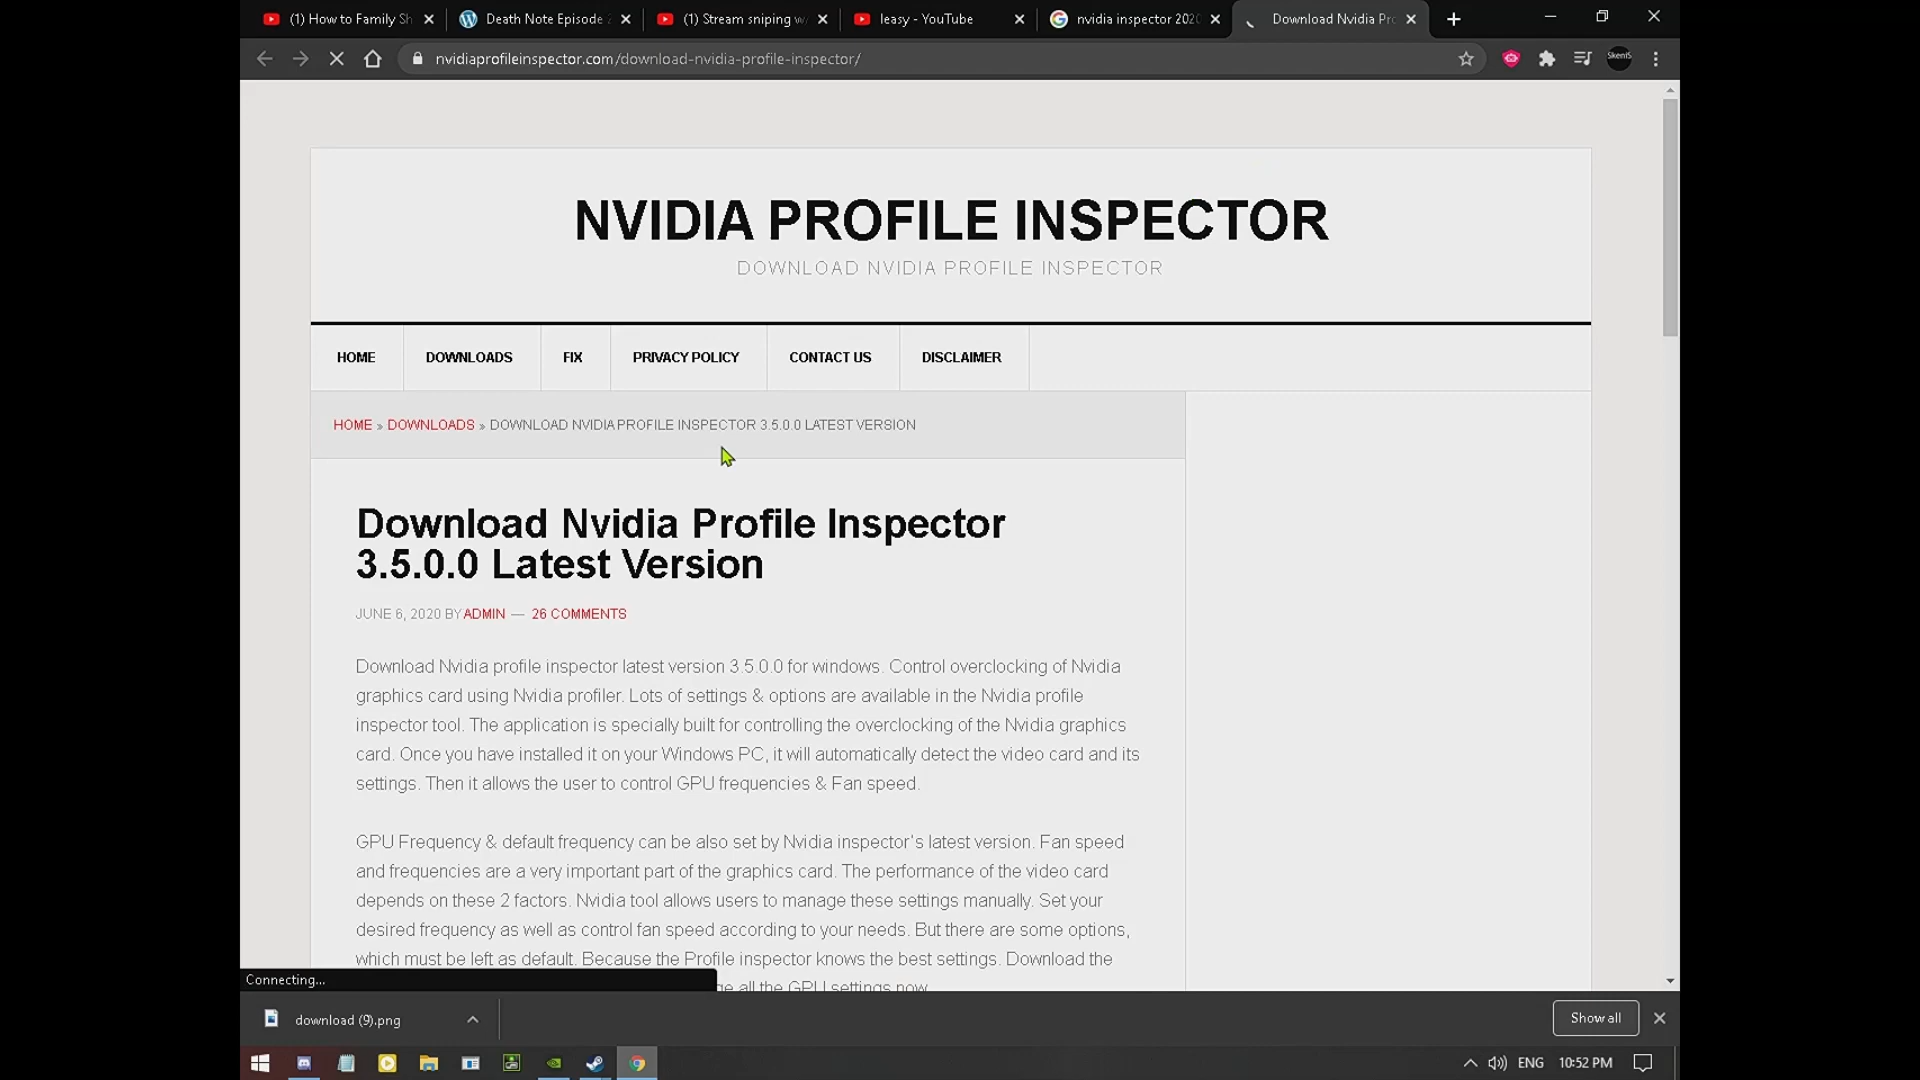 (1) How to Family Sh
Death Note Episode 2
(1) Stream sniping w
leasy - YouTube
nvidia inspector 2020
Download Nvidia Pro
nvidiaprofileinspector.com/download-nvidia-profile-inspector/
SkeniS
NVIDIA PROFILE INSPECTOR
DOWNLOAD NVIDIA PROFILE INSPECTOR
HOME
DOWNLOADS
FIX
PRIVACY POLICY
CONTACT US
DISCLAIMER
HOME » DOWNLOADS » DOWNLOAD NVIDIA PROFILE INSPECTOR 3.5.0.0 LATEST VERSION
Download Nvidia Profile Inspector
3.5.0.0 Latest Version
JUNE 6, 2020 BY ADMIN — 26 COMMENTS
Download Nvidia profile inspector latest version 3.5.0.0 for windows. Control overclocking of Nvidia
graphics card using Nvidia profiler. Lots of settings & options are available in the Nvidia profile
inspector tool. The application is specially built for controlling the overclocking of the Nvidia graphics
card. Once you have installed it on your Windows PC, it will automatically detect the video card and its
settings. Then it allows the user to control GPU frequencies & Fan speed.
GPU Frequency & default frequency can be also set by Nvidia inspector's latest version. Fan speed
and frequencies are a very important part of the graphics card. The performance of the video card
depends on these 2 factors. Nvidia tool allows users to manage these settings manually. Set your
desired frequency as well as control fan speed according to your needs. But there are some options,
which must be left as default. Because the Profile inspector knows the best settings. Download the
ge all the GPU settings now.
Connecting...
download (9).png
Show all
ENG
10:52 PM